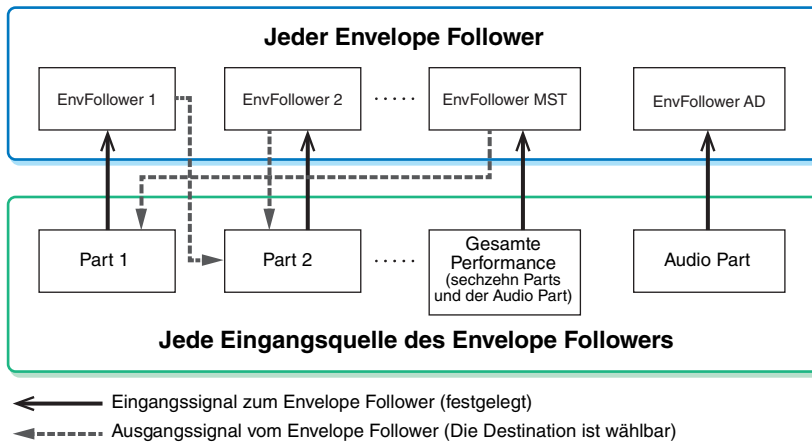 Jeder Envelope Follower
EnvFollower 1
EnvFollower 2
·····
EnvFollower MST
EnvFollower AD
Part 1
Part 2
·····
Gesamte
Performance
(sechzehn Parts
und der Audio Part)
Audio Part
Jede Eingangsquelle des Envelope Followers
Eingangssignal zum Envelope Follower (festgelegt)
Ausgangssignal vom Envelope Follower (Die Destination ist wählbar)